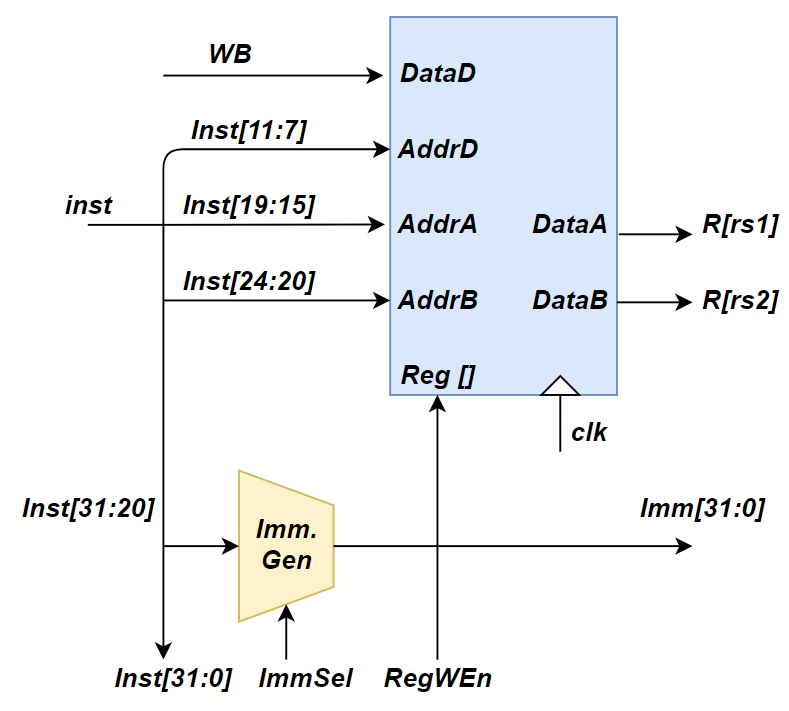 WB
DataD
Inst[11:7]
AddrD
inst
Inst[19:15]
AddrA
DataA
R[rs1]
Inst[24:20]
AddrB
DataB
R[rs2]
Reg []
clk
Inst[31:20]
Imm.
Gen
Imm[31:0]
Inst[31:0]
ImmSel
RegWEn